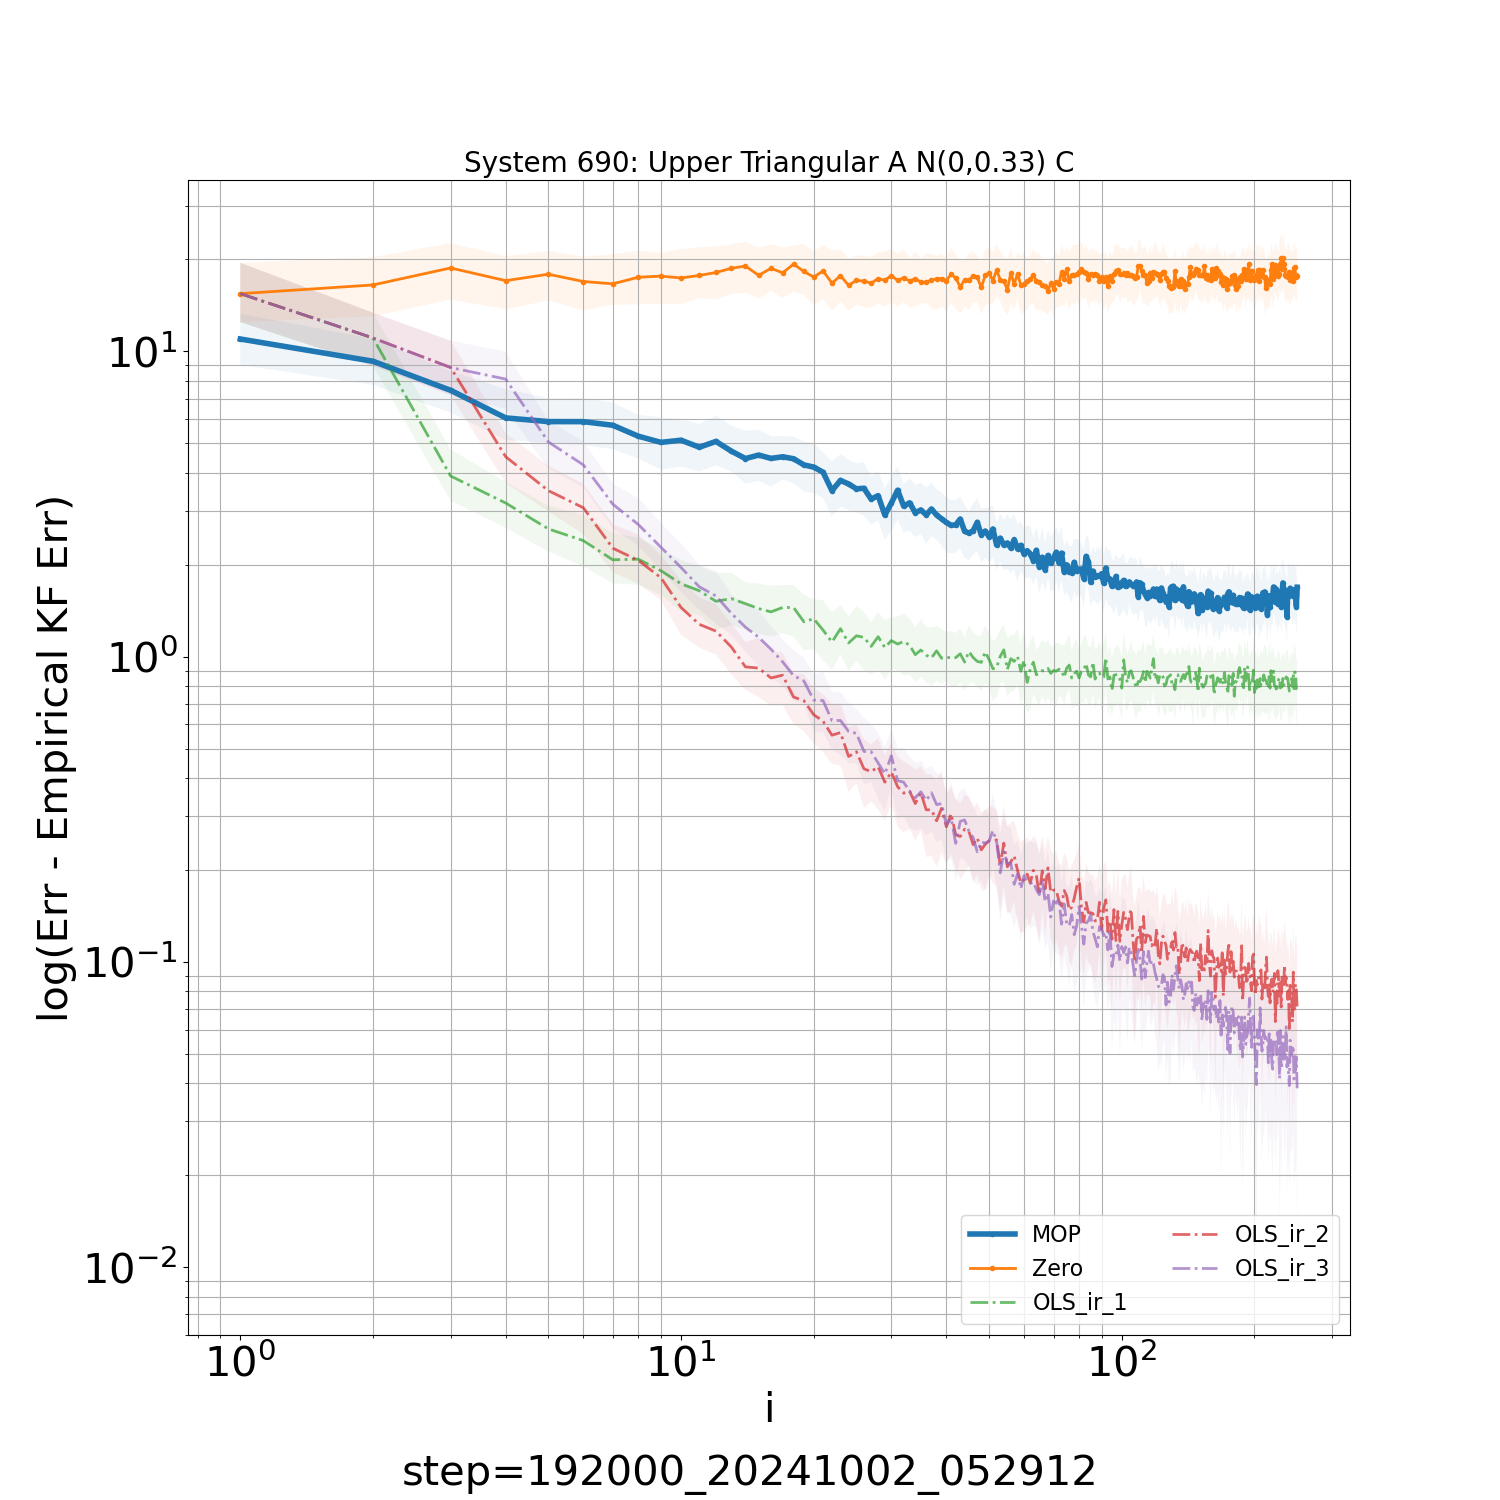 System 690: Upper Triangular A N(0,0.33) C
log(Err - Empirical KF Err)
10¹
10⁰
10⁻¹
10⁻²
MOP
Zero
OLS_ir_1
OLS_ir_2
OLS_ir_3
10⁰ 10¹ 10²
i
step=192000_20241002_052912